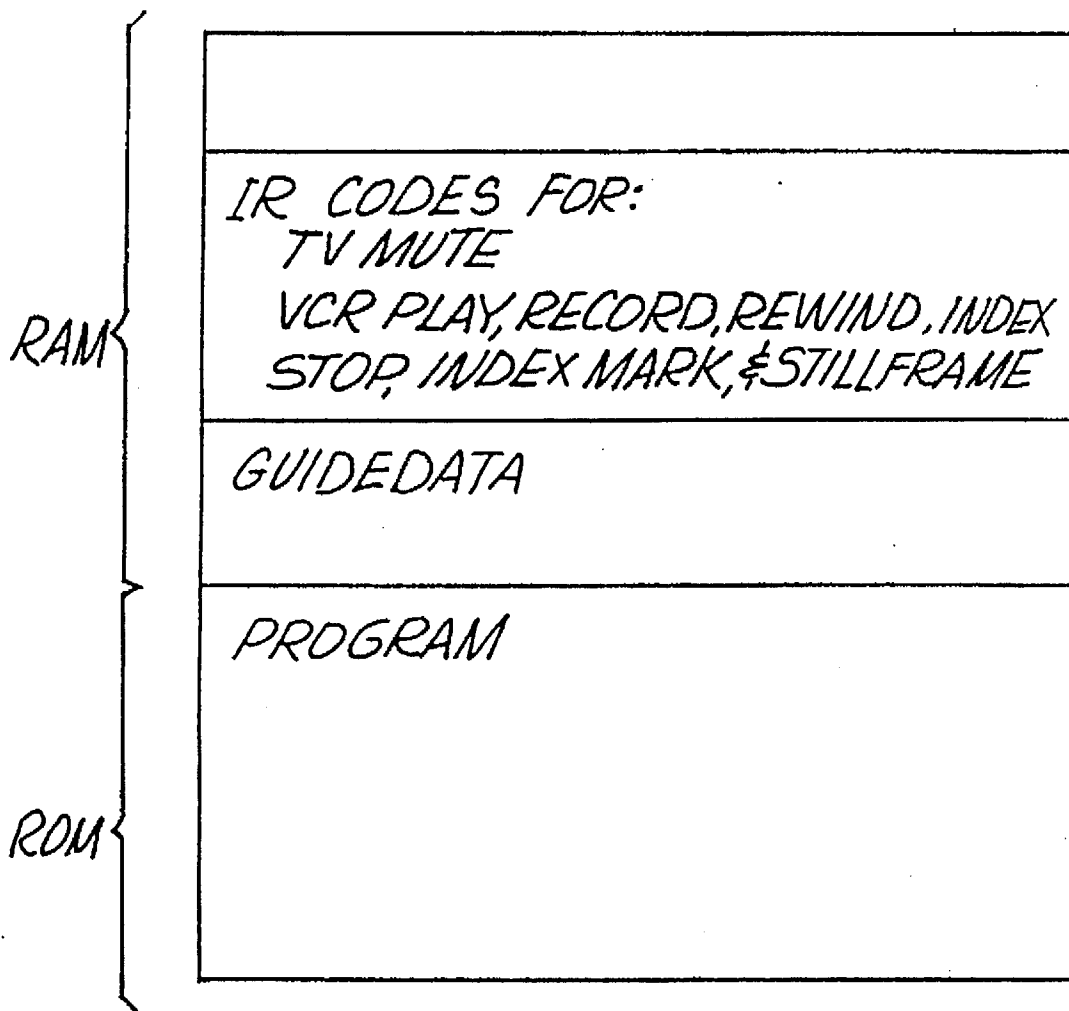 IR CODES FOR:
TV MUTE
VCR PLAY, RECORD, REWIND, INDEX
STOP, INDEX MARK, & STILLFRAME
RAM
GUIDEDATA
PROGRAM
ROM